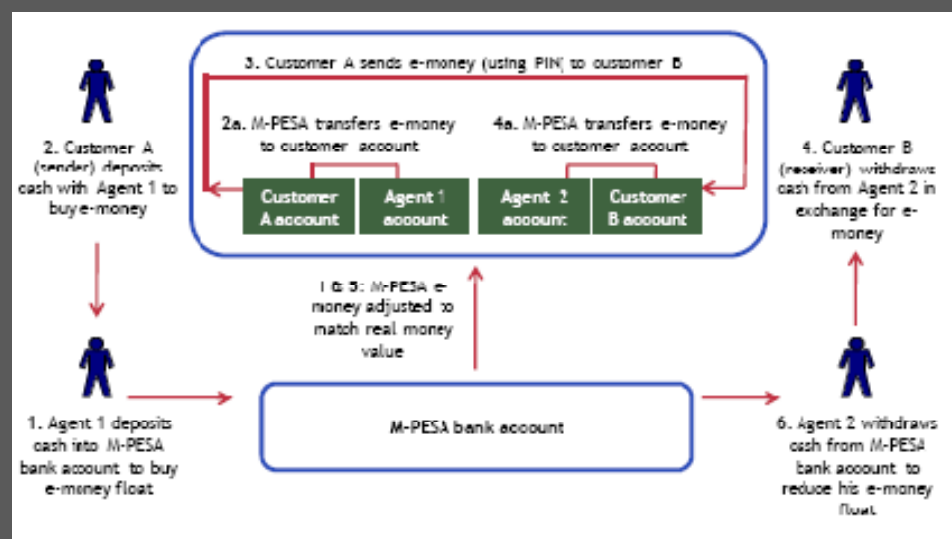 3. Customer A sends e-money (using PIN) to customer B
2a. M-PESA transfers e-money
to customer account
4a. M-PESA transfers e-money
to customer account
2. Customer A
(sender) deposits
cash with Agent 1 to
buy e-money
Customer
A account
Agent 1
account
Agent 2
account
Customer
B account
4. Customer B
(receiver) withdraws
cash from Agent 2 in
exchange for e-
money
1 & 5: M-PESA e-
money adjusted to
match real money
value
1. Agent 1 deposits
cash into M-PESA
bank account to buy
e-money float
M-PESA bank account
6. Agent 2 withdraws
cash from M-PESA
bank account to
reduce his e-money
float